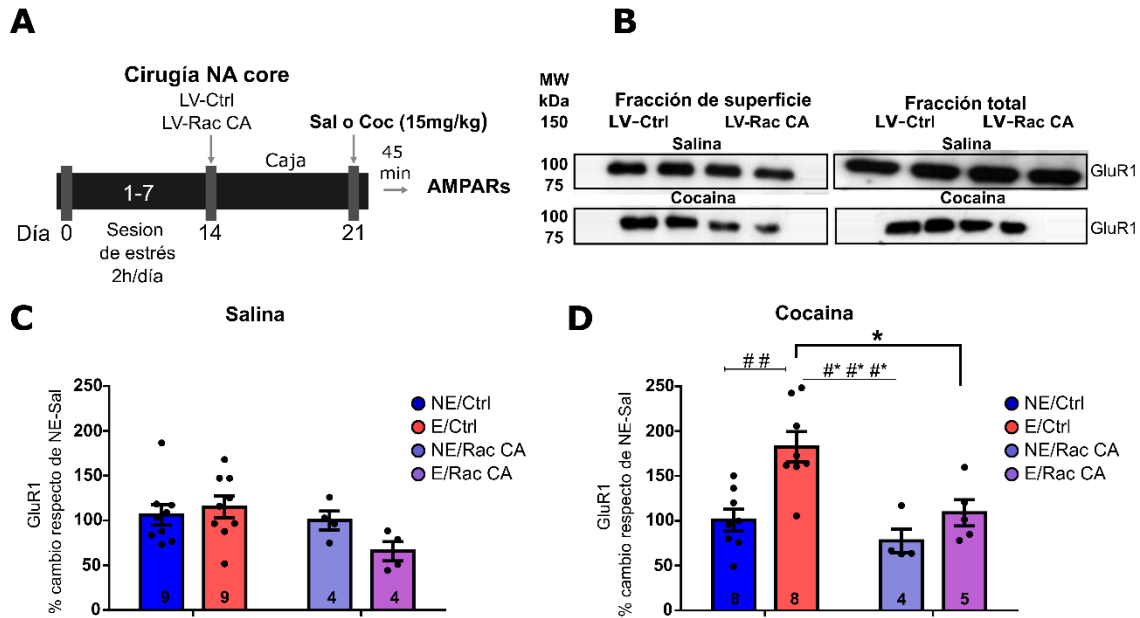 A
Cirugía NA core
LV-Ctrl
LV-Rac CA
Sal o Coc (15mg/kg)
Caja
45
min
AMPARs
1-7
Día 0
14
21
Sesion
de estrés
2h/día
B
MW
kDa
150
Fracción de superficie
LV-Ctrl LV-Rac CA
Fracción total
LV-Ctrl LV-Rac CA
Salina
Salina
100
75
GluR1
Cocaina
Cocaina
100
75
GluR1
C
Salina
GluR1
% cambio respecto de NE-Sal
250
200
150
100
50
0
9
9
4
4
NE/Ctrl
E/Ctrl
NE/Rac CA
E/Rac CA
D
Cocaina
*
# #
#* #* #*
GluR1
% cambio respecto de NE-Sal
250
200
150
100
50
0
8
8
4
5
NE/Ctrl
E/Ctrl
NE/Rac CA
E/Rac CA